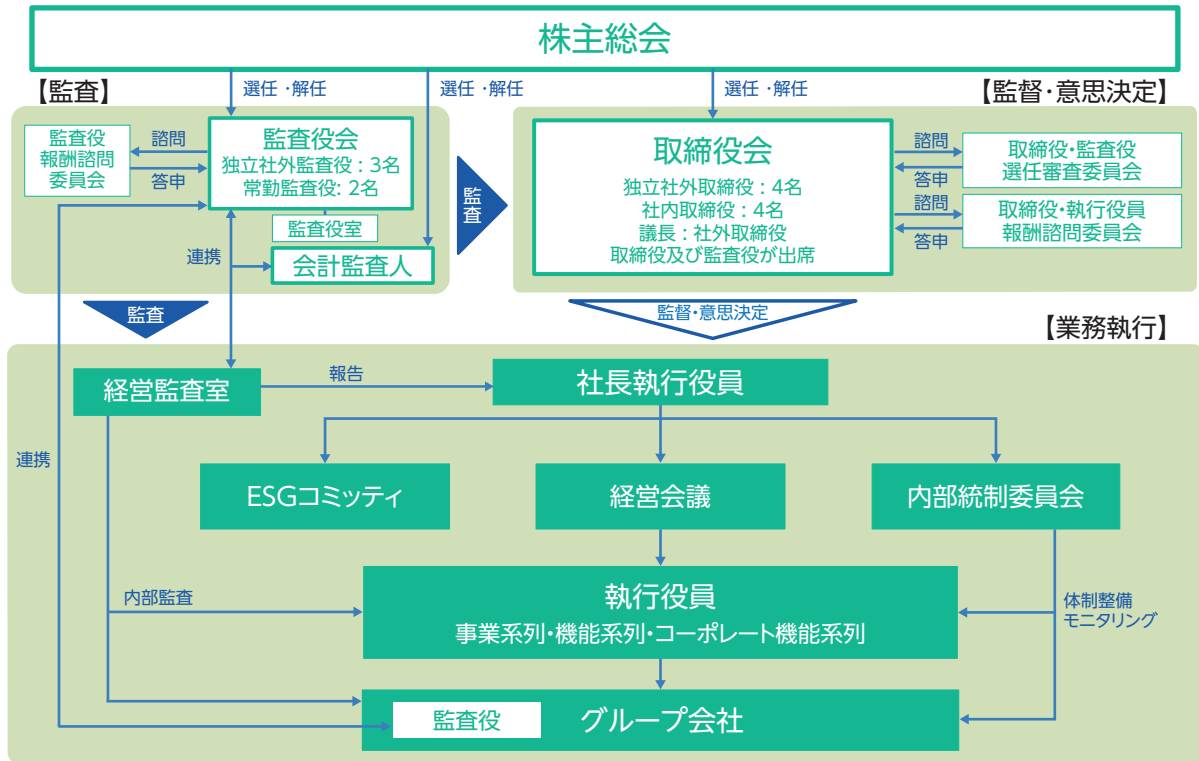 株主総会
選任・解任
選任・解任
選任・解任
【監査】
【監督・意思決定】
監査役
報酬諮問
委員会
諮問
答申
監査役会
独立社外監査役：3名
常勤監査役：2名
監査役室
連携
会計監査人
監査
取締役会
独立社外取締役：4名
社内取締役：4名
議長：社外取締役
取締役及び監査役が出席
諮問
答申
取締役・監査役
選任審査委員会
諮問
答申
取締役・執行役員
報酬諮問委員会
監査
監督・意思決定
【業務執行】
経営監査室
報告
社長執行役員
連携
ESGコミッティ
経営会議
内部統制委員会
内部監査
執行役員
事業系列・機能系列・コーポレート機能系列
体制整備
モニタリング
監査役
グループ会社